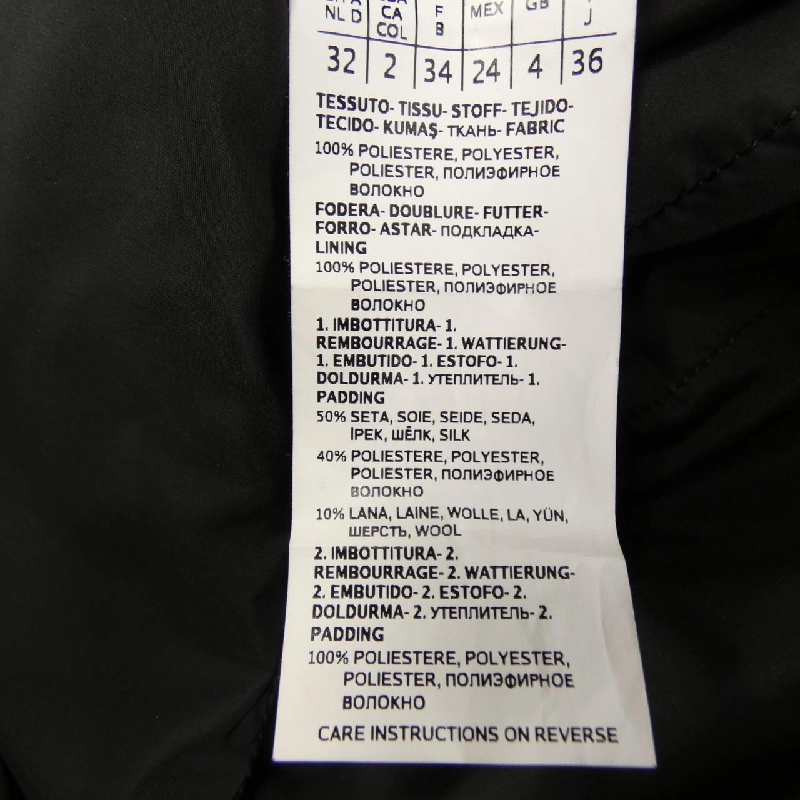 NL D CA F MEX GB J
COL B
32 2 34 24 4 36
TESSUTO- TISSU- STOFF- TEJIDO-
TECIDO- KUMAŞ- ТКАНЬ- FABRIC
100% POLIESTERE, POLYESTER,
POLIESTER, ПОЛИЭФИРНОЕ
ВОЛОКНО
FODERA- DOUBLURE- FUTTER-
FORRO- ASTAR- ПОДКЛАДКА-
LINING
100% POLIESTERE, POLYESTER,
POLIESTER, ПОЛИЭФИРНОЕ
ВОЛОКНО
1. IMBOTTITURA- 1.
REMBOURRAGE- 1. WATTIERUNG-
1. EMBUTIDO- 1. ESTOFO- 1.
DOLDURMA- 1. УТЕПЛИТЕЛЬ- 1.
PADDING
50% SETA, SOIE, SEIDE, SEDA,
İPEK, ШЁЛК, SILK
40% POLIESTERE, POLYESTER,
POLIESTER, ПОЛИЭФИРНОЕ
ВОЛОКНО
10% LANA, LAINE, WOLLE, LA, YÜN,
ШЕРСТЬ, WOOL
2. IMBOTTITURA- 2.
REMBOURRAGE- 2. WATTIERUNG-
2. EMBUTIDO- 2. ESTOFO- 2.
DOLDURMA- 2. УТЕПЛИТЕЛЬ- 2.
PADDING
100% POLIESTERE, POLYESTER,
POLIESTER, ПОЛИЭФИРНОЕ
ВОЛОКНО
CARE INSTRUCTIONS ON REVERSE